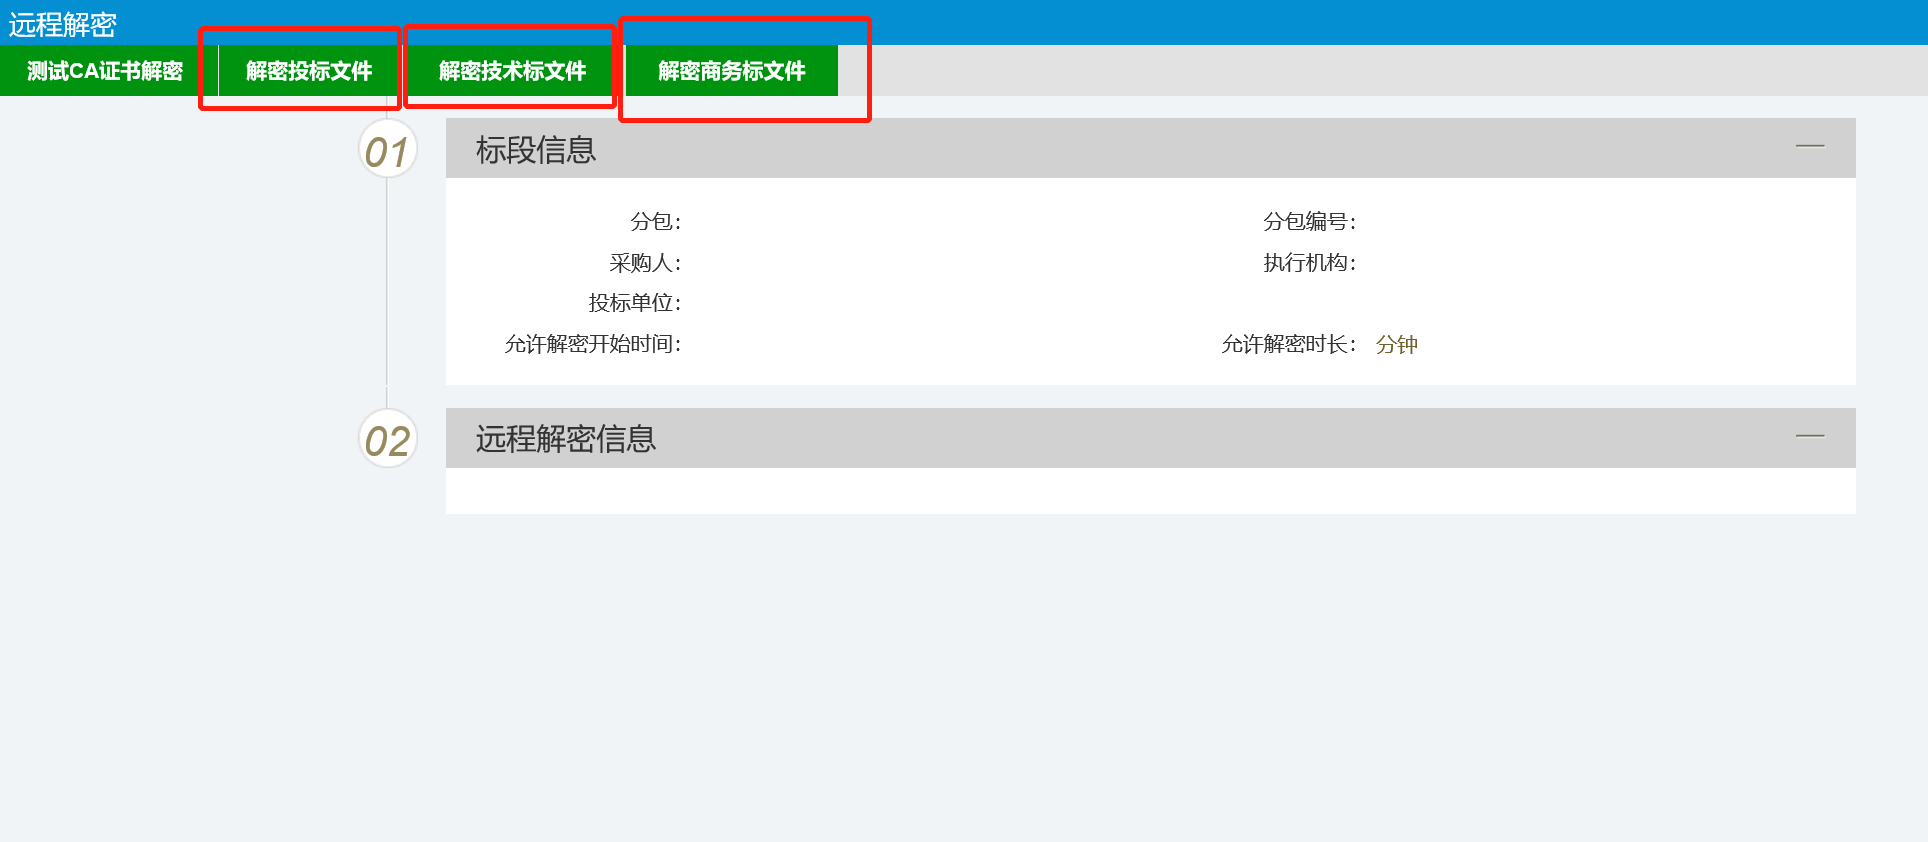 远程解密
测试CA证书解密 解密投标文件 解密技术标文件 解密商务标文件
01 标段信息
分包： 分包编号：
采购人： 执行机构：
投标单位：
允许解密开始时间： 允许解密时长： 分钟
02 远程解密信息